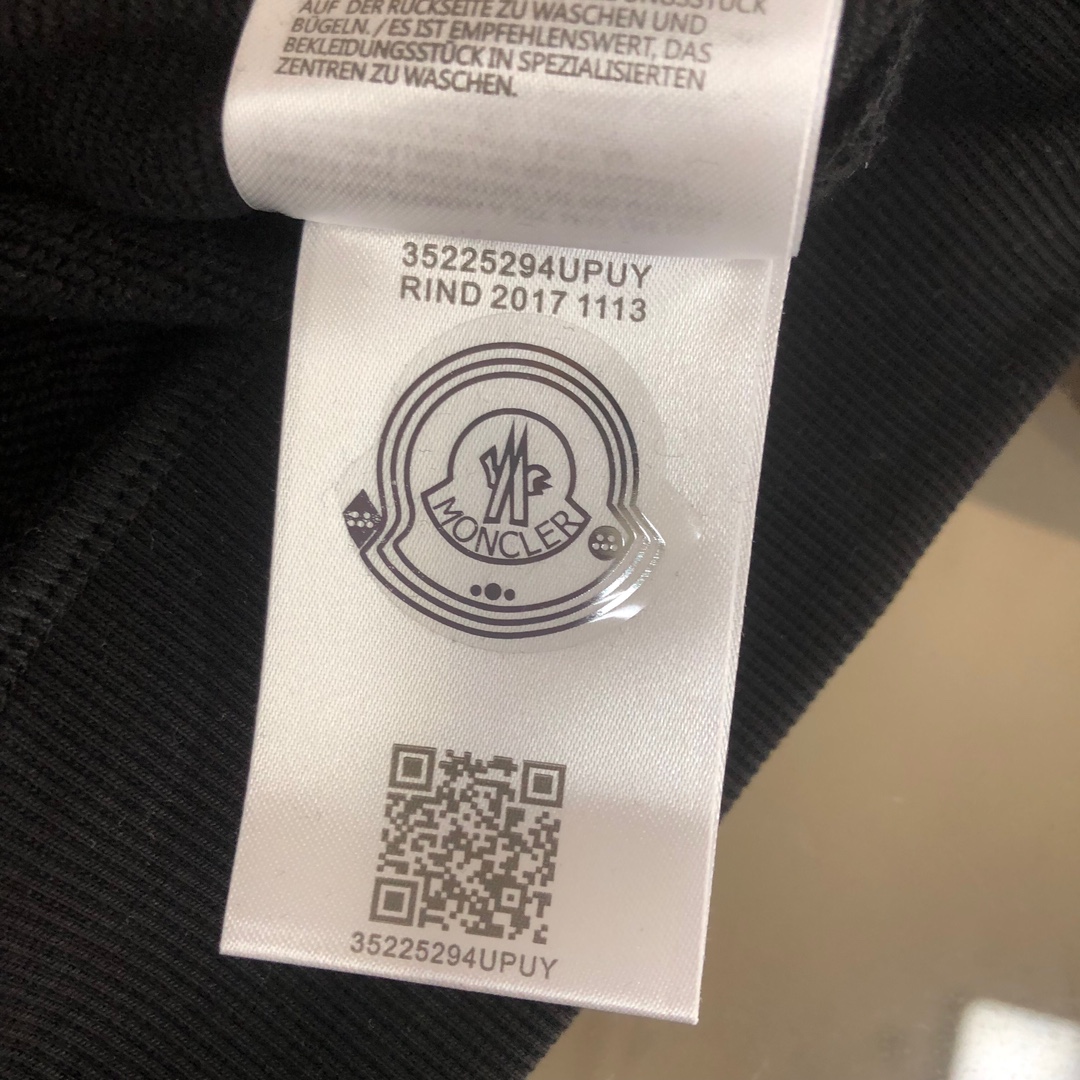 DUNGSSTÜCK
AUF DER RÜCKSEITE ZU WASCHEN UND
BÜGELN. / ES IST EMPFEHLENSWERT, DAS
BEKLEIDUNGSSTÜCK IN SPEZIALISIERTEN
ZENTREN ZU WASCHEN.
35225294UPUY
RIND 2017 1113
MONCLER
35225294UPUY